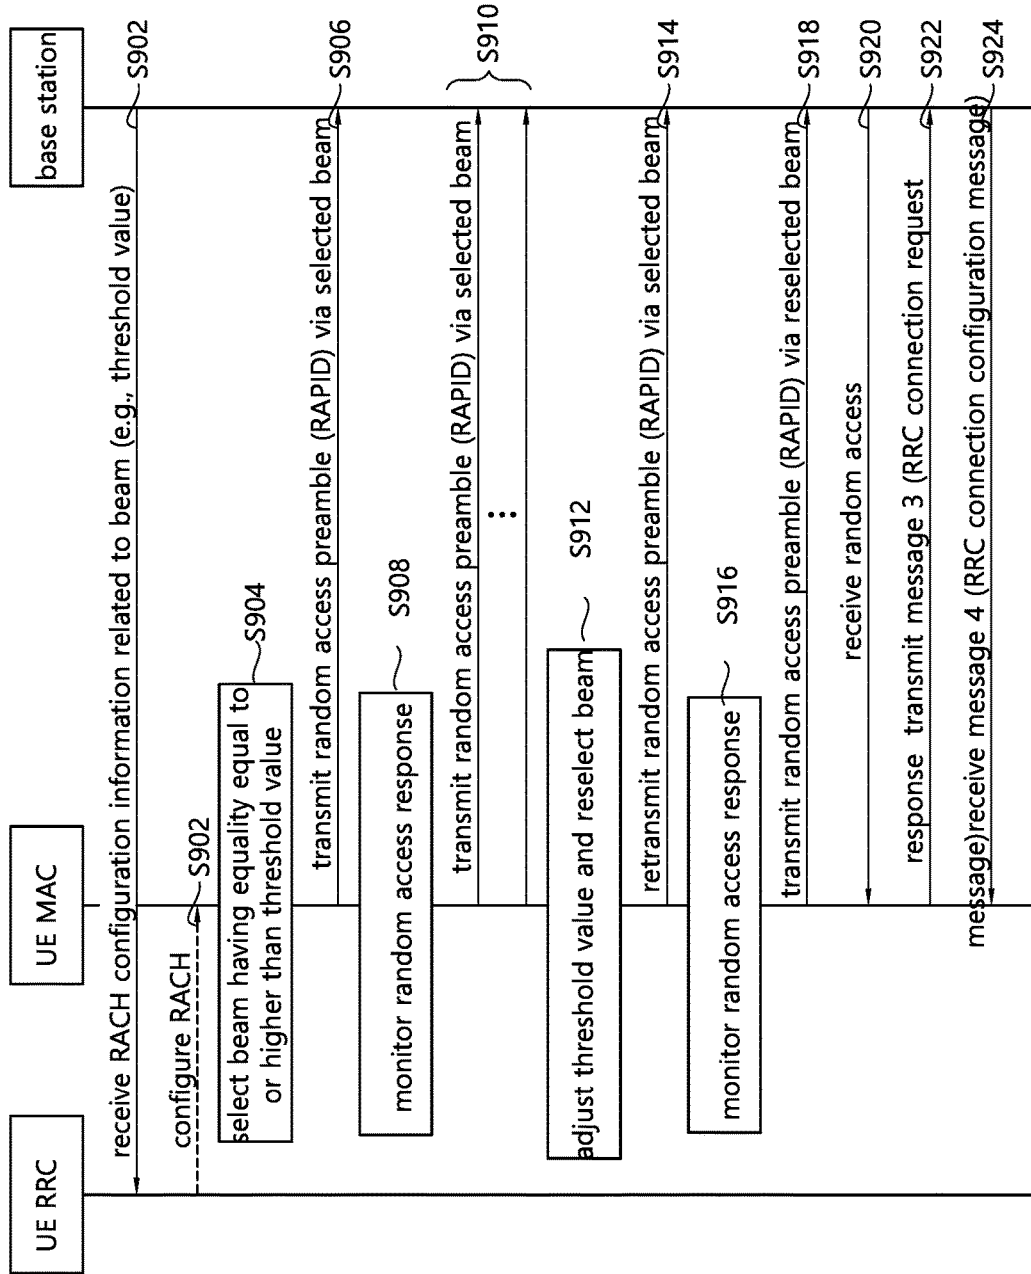 UE RRC
UE MAC
base station
receive RACH configuration information related to beam (e.g., threshold value)
S902
configure RACH
S902
select beam having equality equal to
or higher than threshold value
S904
transmit random access preamble (RAPID) via selected beam
S906
monitor random access response
S908
transmit random access preamble (RAPID) via selected beam
S910
adjust threshold value and reselect beam
S912
retransmit random access preamble (RAPID) via selected beam
S914
monitor random access response
S916
transmit random access preamble (RAPID) via reselected beam
S918
receive random access
S920
response transmit message 3 (RRC connection request
S922
message)receive message 4 (RRC connection configuration message)
S924